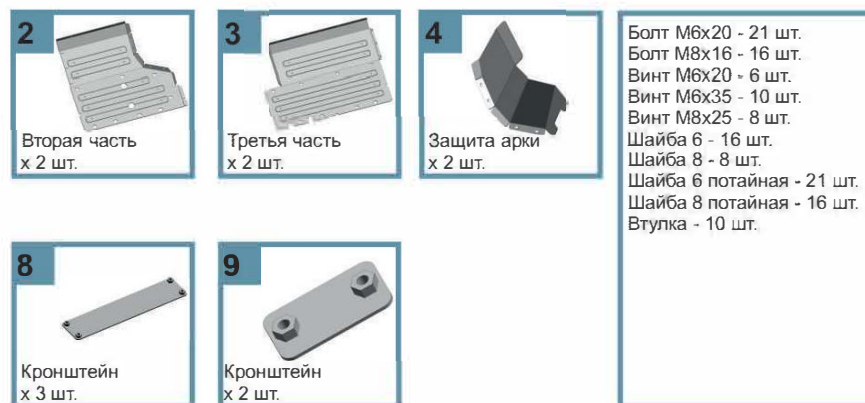 2
Вторая часть
x 2 шт.
3
Третья часть
x 2 шт.
4
Защита арки
x 2 шт.
Болт М6х20 - 21 шт.
Болт М8х16 - 16 шт.
Винт М6х20 - 6 шт.
Винт М6х35 - 10 шт.
Винт М8х25 - 8 шт.
Шайба 6 - 16 шт.
Шайба 8 - 8 шт.
Шайба 6 потайная - 21 шт.
Шайба 8 потайная - 16 шт.
Втулка - 10 шт.
8
Кронштейн
x 3 шт.
9
Кронштейн
x 2 шт.